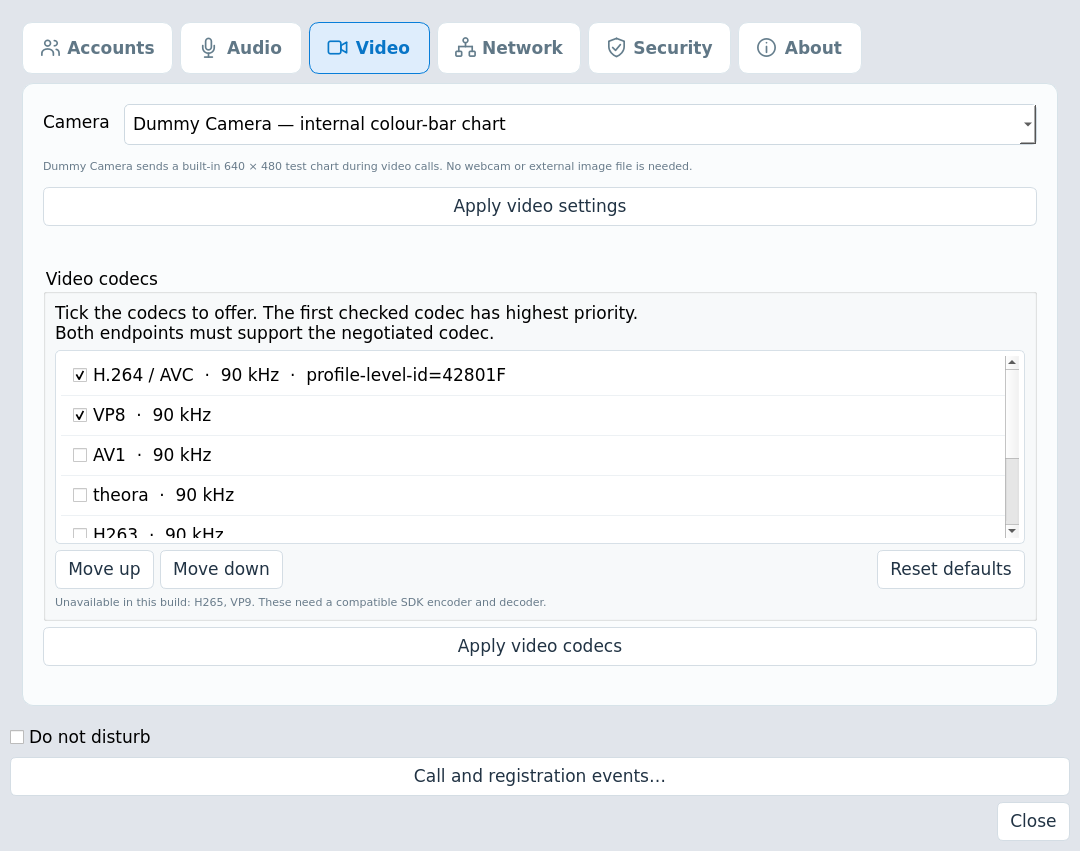 Accounts Audio Video Network Security About
Camera Dummy Camera — internal colour-bar chart
Dummy Camera sends a built-in 640 × 480 test chart during video calls. No webcam or external image file is needed.
Apply video settings
Video codecs
Tick the codecs to offer. The first checked codec has highest priority.
Both endpoints must support the negotiated codec.
H.264 / AVC · 90 kHz · profile-level-id=42801F
VP8 · 90 kHz
AV1 · 90 kHz
theora · 90 kHz
H263 · 90 kHz
Move up Move down Reset defaults
Unavailable in this build: H265, VP9. These need a compatible SDK encoder and decoder.
Apply video codecs
Do not disturb
Call and registration events...
Close